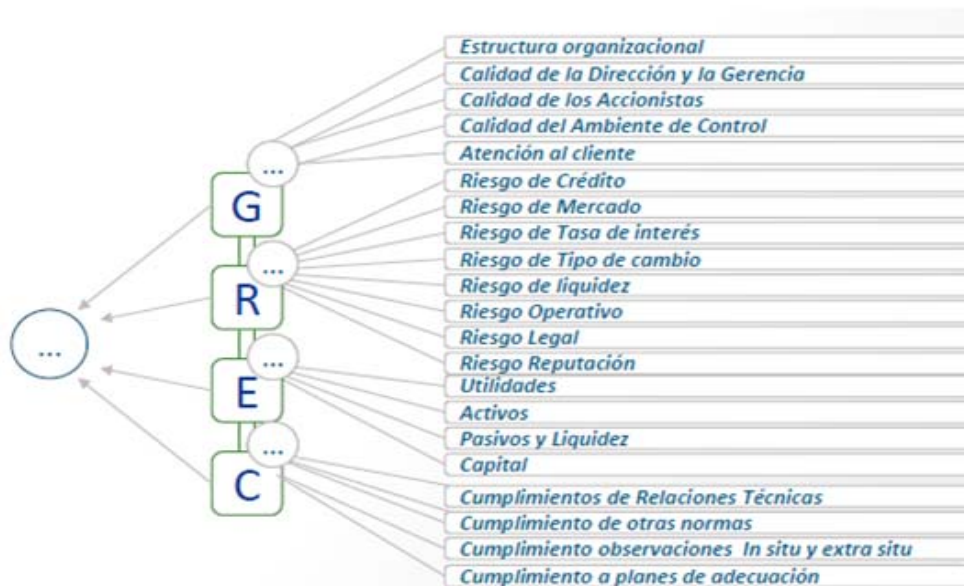 Estructura organizacional
Calidad de la Dirección y la Gerencia
Calidad de los Accionistas
Calidad del Ambiente de Control
Atención al cliente
...
G
Riesgo de Crédito
Riesgo de Mercado
Riesgo de Tasa de interés
Riesgo de Tipo de cambio
Riesgo de liquidez
Riesgo Operativo
Riesgo Legal
Riesgo Reputación
...
R
...
Utilidades
Activos
Pasivos y Liquidez
Capital
...
E
Cumplimientos de Relaciones Técnicas
Cumplimiento de otras normas
Cumplimiento observaciones In situ y extra situ
Cumplimiento a planes de adecuación
...
C